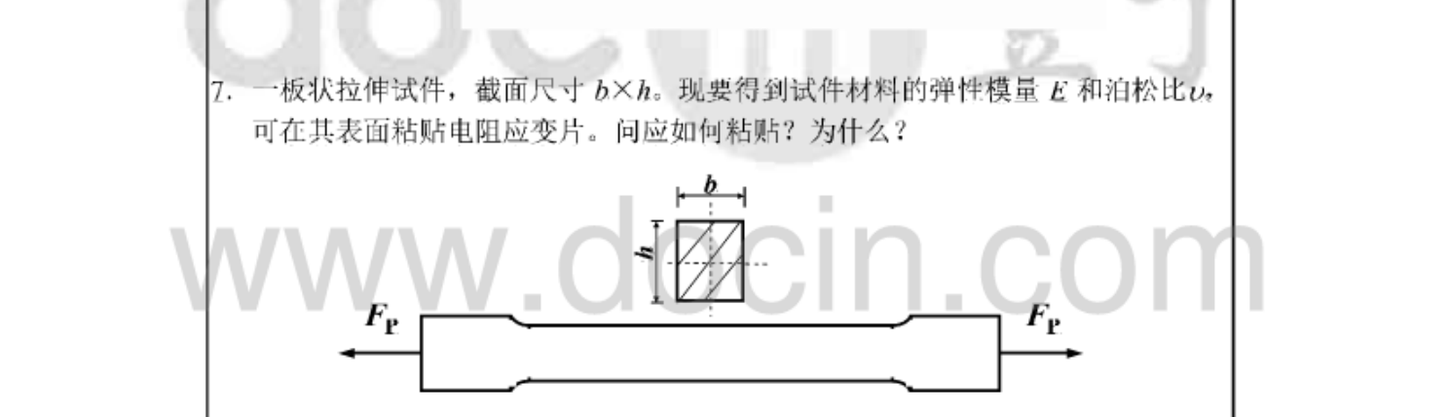 7. 一板状拉伸试件，截面尺寸 b×h。现要得到试件材料的弹性模量 E 和泊松比υ，
可在其表面粘贴电阻应变片。问应如何粘贴？为什么？
b
h
www.docin.com
F_P F_P